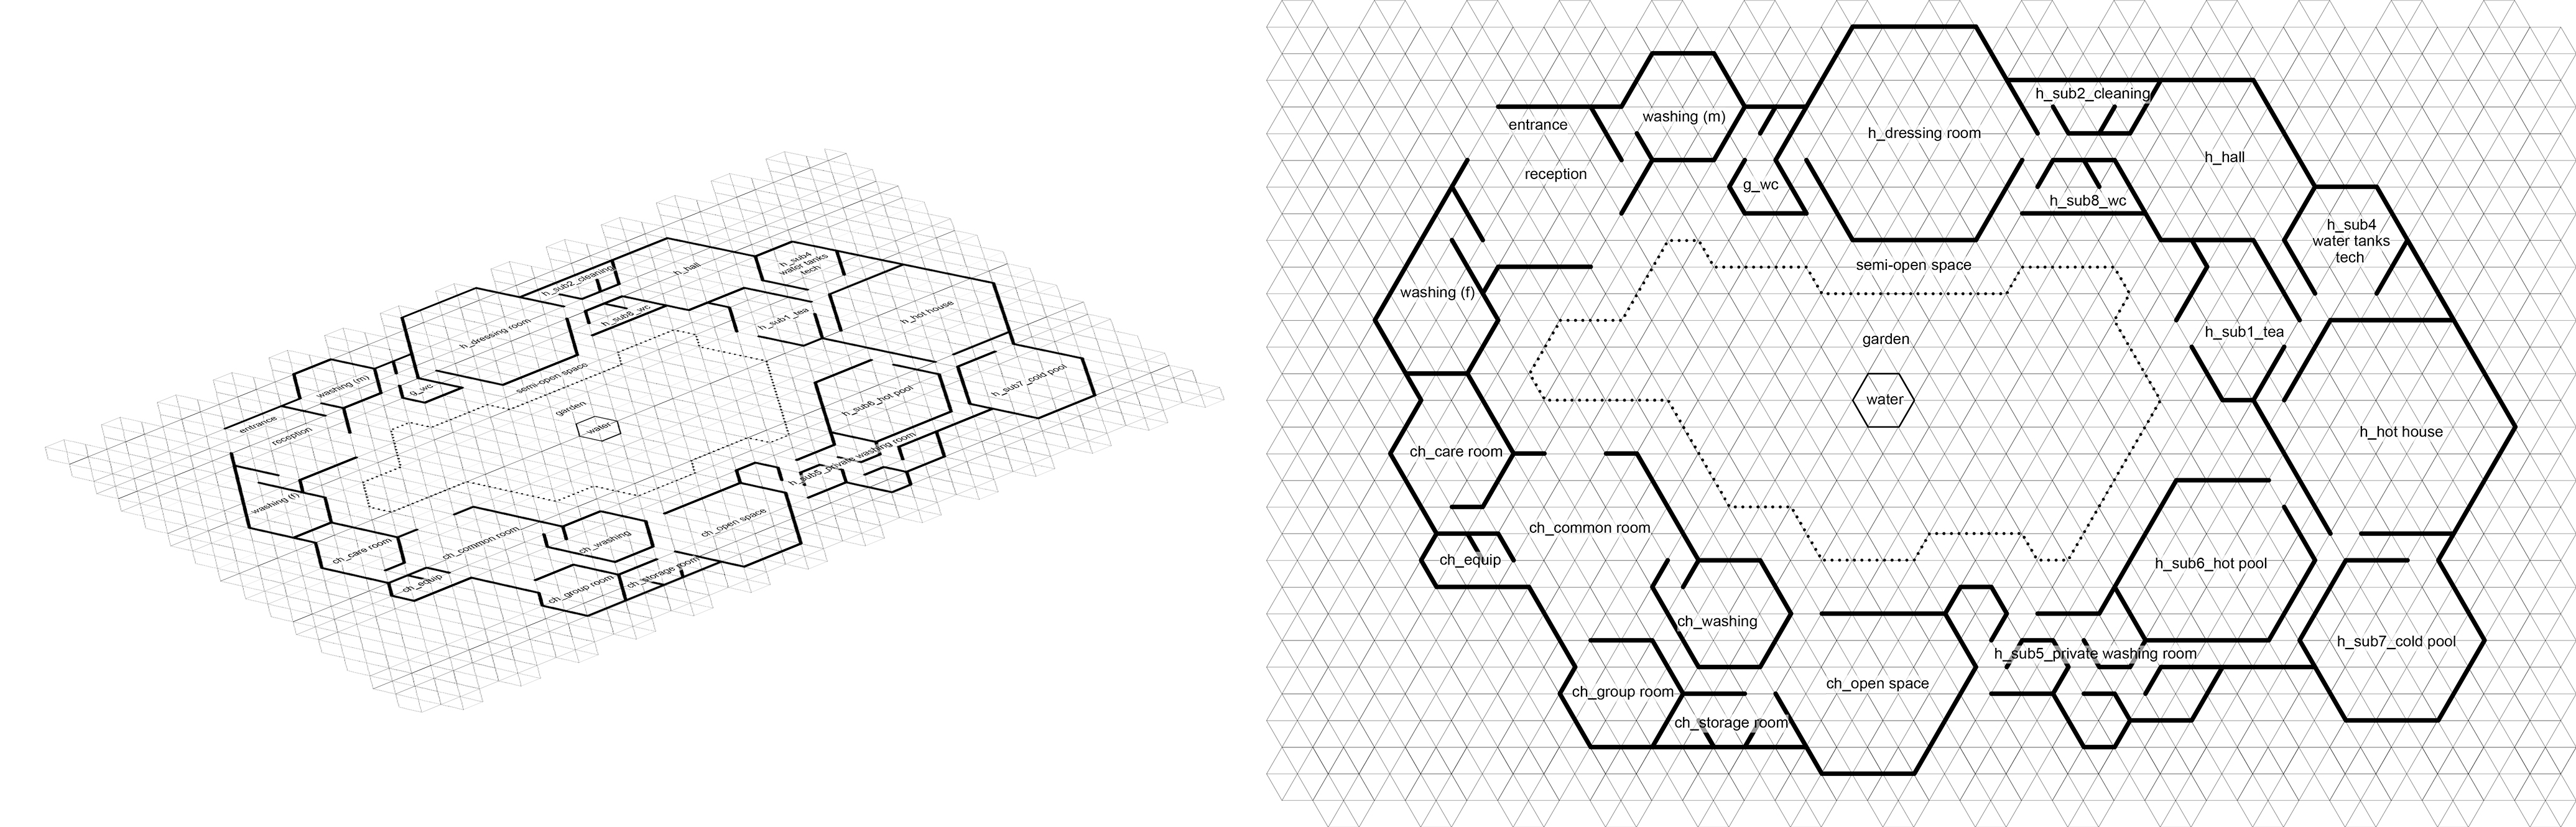 h_sub2_cleaning
h_hall
h_sub4
water tanks
tech
h_dressing room
h_sub8_wc
h_sub1_tea
h_hot house
washing (m)
g_wc
semi-open space
entrance
reception
garden
water
h_sub6_hot pool
h_sub7_cold pool
h_sub5_private washing room
washing (f)
ch_care room
ch_common room
ch_washing
ch_open space
ch_equip
ch_group room
ch_storage room
h_sub2_cleaning
washing (m)
entrance
h_dressing room
h_hall
reception
g_wc
h_sub8_wc
h_sub4
water tanks
tech
semi-open space
washing (f)
garden
h_sub1_tea
water
h_hot house
ch_care room
ch_common room
ch_equip
h_sub6_hot pool
ch_washing
h_sub7_cold pool
h_sub5_private washing room
ch_group room
ch_open space
ch_storage room